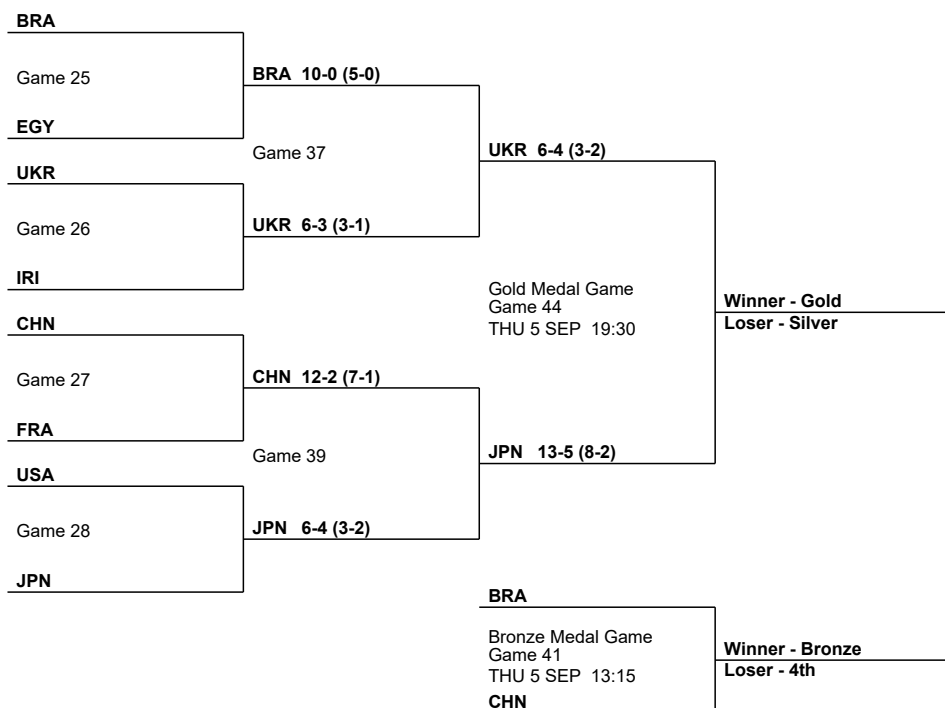 BRA
Game 25
BRA 10-0 (5-0)
EGY
Game 37
UKR 6-4 (3-2)
UKR
Game 26
UKR 6-3 (3-1)
IRI
Gold Medal Game
Game 44
THU 5 SEP 19:30
Winner - Gold
Loser - Silver
CHN
Game 27
CHN 12-2 (7-1)
FRA
Game 39
JPN 13-5 (8-2)
USA
Game 28
JPN 6-4 (3-2)
JPN
BRA
Bronze Medal Game
Game 41
THU 5 SEP 13:15
Winner - Bronze
Loser - 4th
CHN